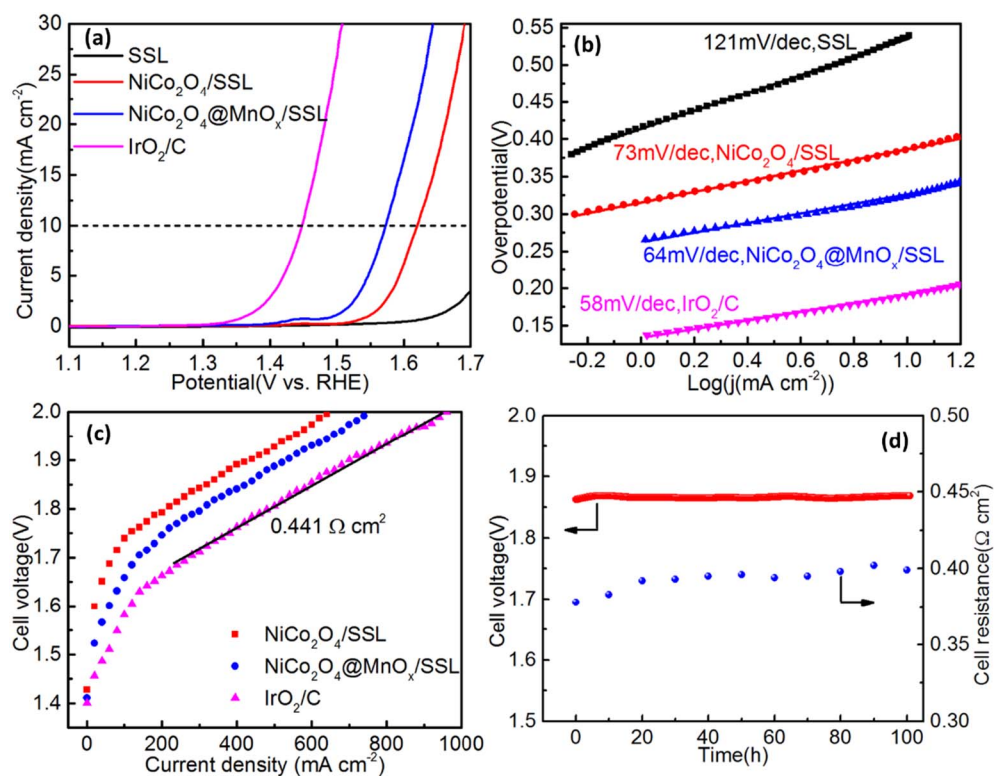 (a)
SSL
NiCo₂O₄/SSL
NiCo₂O₄@MnOₓ/SSL
IrO₂/C
30
25
20
15
10
5
0
Current density(mA cm⁻²)
1.1 1.2 1.3 1.4 1.5 1.6 1.7
Potential(V vs. RHE)
(b)
121mV/dec,SSL
73mV/dec,NiCo₂O₄/SSL
64mV/dec,NiCo₂O₄@MnOₓ/SSL
58mV/dec,IrO₂/C
0.55
0.50
0.45
0.40
0.35
0.30
0.25
0.20
0.15
Overpotential(V)
-0.2 0.0 0.2 0.4 0.6 0.8 1.0 1.2
Log(j(mA cm⁻²))
(c)
0.441 Ω cm²
NiCo₂O₄/SSL
NiCo₂O₄@MnOₓ/SSL
IrO₂/C
2.0
1.9
1.8
1.7
1.6
1.5
1.4
Cell voltage(V)
0 200 400 600 800 1000
Current density (mA cm⁻²)
(d)
2.0
1.9
1.8
1.7
1.6
1.5
Cell voltage(V)
0.50
0.45
0.40
0.35
0.30
Cell resistance(Ω cm²)
0 20 40 60 80 100
Time(h)